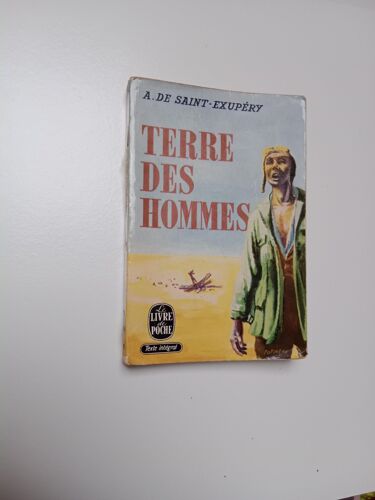 A. DE SAINT-EXUPÉRY
TERRE
DES
HOMMES
Le
LIVRE
de
POCHE
Texte intégral